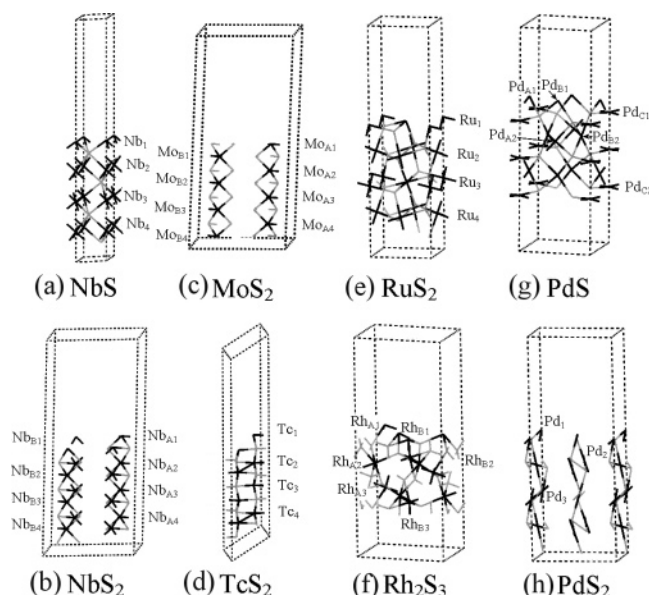 Nb1
Nb2
Nb3
Nb4
(a) NbS
MoB1
MoB2
MoB3
MoB4
MoA1
MoA2
MoA3
MoA4
(c) MoS2
Ru1
Ru2
Ru3
Ru4
(e) RuS2
PdA1 PdB1
PdC1
PdA2
PdB2
PdC2
(g) PdS
NbB1
NbB2
NbB3
NbB4
NbA1
NbA2
NbA3
NbA4
(b) NbS2
Tc1
Tc2
Tc3
Tc4
(d) TcS2
RhA1
RhB1
RhA2
RhB2
RhA3
RhB3
(f) Rh2S3
Pd1
Pd2
Pd3
(h) PdS2